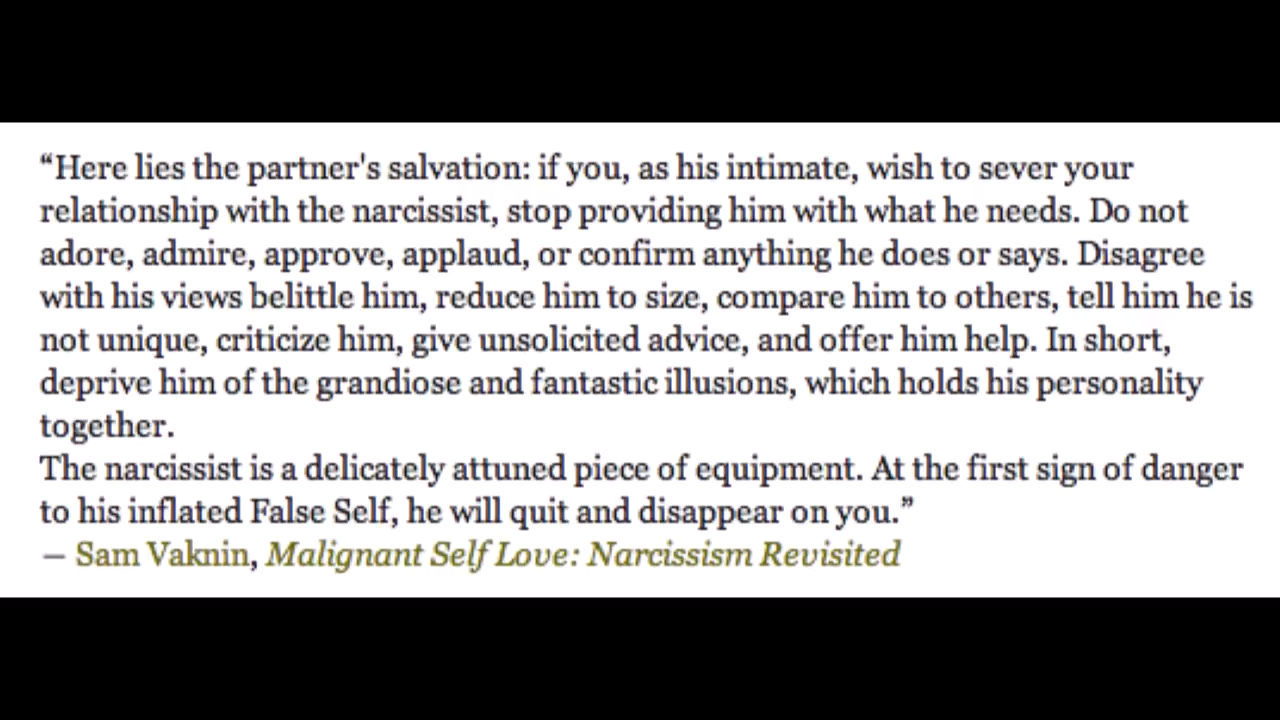 “Here lies the partner's salvation: if you, as his intimate, wish to sever your
relationship with the narcissist, stop providing him with what he needs. Do not
adore, admire, approve, applaud, or confirm anything he does or says. Disagree
with his views belittle him, reduce him to size, compare him to others, tell him he is
not unique, criticize him, give unsolicited advice, and offer him help. In short,
deprive him of the grandiose and fantastic illusions, which holds his personality
together.
The narcissist is a delicately attuned piece of equipment. At the first sign of danger
to his inflated False Self, he will quit and disappear on you.”
― Sam Vaknin, Malignant Self Love: Narcissism Revisited